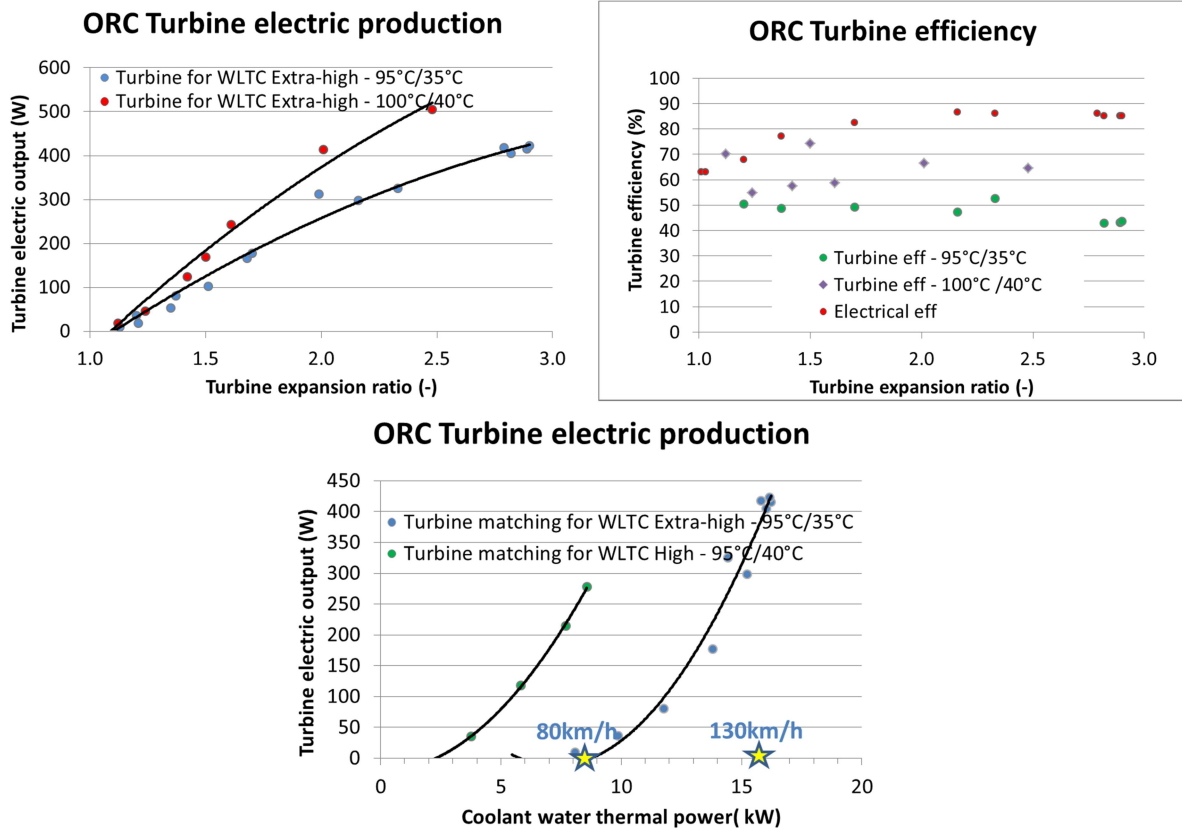 ORC Turbine electric production
Turbine electric output (W)
600
500
400
300
200
100
0
Turbine for WLTC Extra-high - 95°C/35°C
Turbine for WLTC Extra-high - 100°C/40°C
1.0 1.5 2.0 2.5 3.0
Turbine expansion ratio (-)
ORC Turbine efficiency
Turbine efficiency (%)
100
90
80
70
60
50
40
30
20
10
0
Turbine eff - 95°C/35°C
Turbine eff - 100°C /40°C
Electrical eff
1.0 1.5 2.0 2.5 3.0
Turbine expansion ratio (-)
ORC Turbine electric production
Turbine electric output (W)
450
400
350
300
250
200
150
100
50
0
Turbine matching for WLTC Extra-high - 95°C/35°C
Turbine matching for WLTC High - 95°C/40°C
80km/h 130km/h
0 5 10 15 20
Coolant water thermal power( kW)